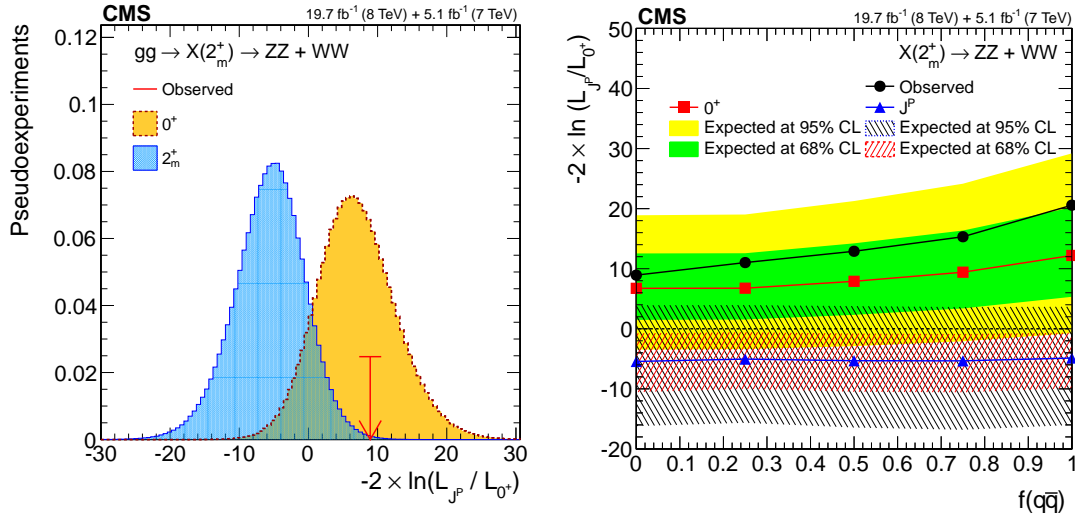 CMS 19.7 fb⁻¹ (8 TeV) + 5.1 fb⁻¹ (7 TeV)
Pseudoexperiments
0.12
0.1
0.08
0.06
0.04
0.02
0
gg → X(2⁺ₘ) → ZZ + WW
Observed
0⁺
2⁺ₘ
-30 -20 -10 0 10 20 30
-2 × ln(L_{J^P} / L_{0⁺})
CMS 19.7 fb⁻¹ (8 TeV) + 5.1 fb⁻¹ (7 TeV)
-2 × ln (L_{J^P}/L_{0⁺})
50
40
30
20
10
0
-10
-20
X(2⁺ₘ) → ZZ + WW
Observed
0⁺ J^P
Expected at 95% CL Expected at 95% CL
Expected at 68% CL Expected at 68% CL
0 0.1 0.2 0.3 0.4 0.5 0.6 0.7 0.8 0.9 1
f(qq̅)